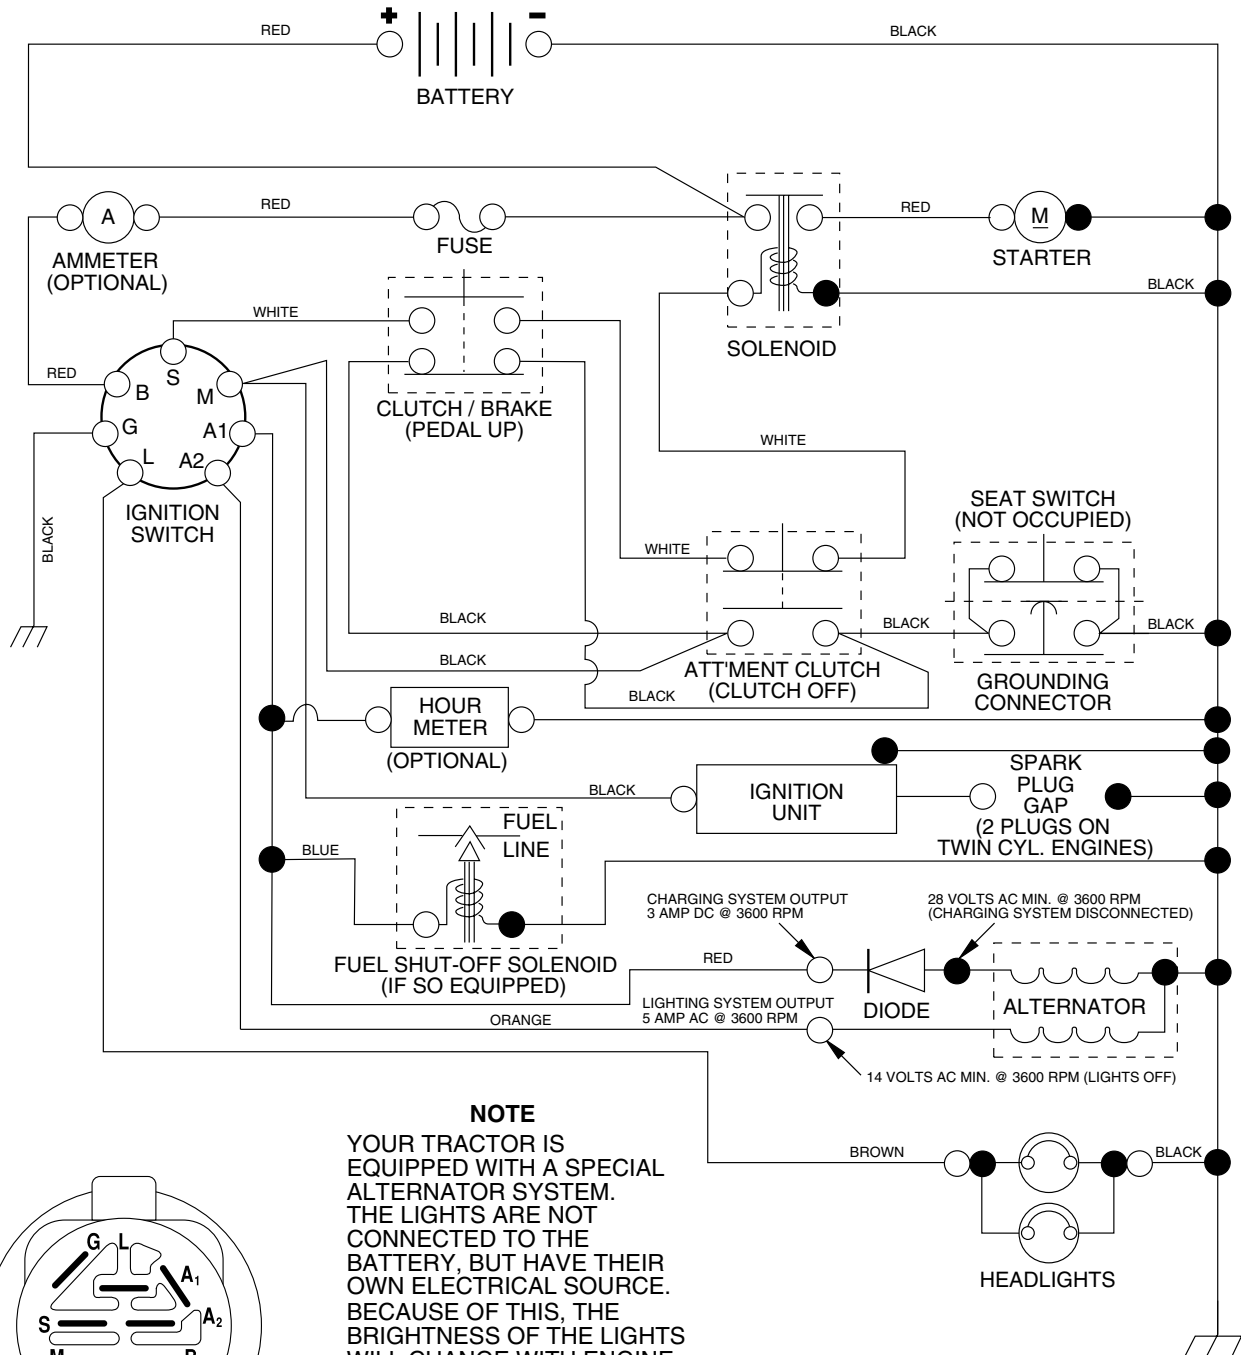 + -
RED
BLACK
BATTERY
A
RED
FUSE
AMMETER
(OPTIONAL)
SOLENOID
RED
M
STARTER
BLACK
WHITE
RED
S
B
M
G
A1
L
A2
IGNITION
SWITCH
BLACK
CLUTCH / BRAKE
(PEDAL UP)
WHITE
SEAT SWITCH
(NOT OCCUPIED)
WHITE
BLACK
BLACK
BLACK
BLACK
BLACK
ATT'MENT CLUTCH
(CLUTCH OFF)
GROUNDING
CONNECTOR
HOUR
METER
(OPTIONAL)
BLACK
IGNITION
UNIT
SPARK
PLUG
GAP
(2 PLUGS ON
TWIN CYL. ENGINES)
FUEL
LINE
BLUE
FUEL SHUT-OFF SOLENOID
(IF SO EQUIPPED)
CHARGING SYSTEM OUTPUT
3 AMP DC @ 3600 RPM
28 VOLTS AC MIN. @ 3600 RPM
(CHARGING SYSTEM DISCONNECTED)
RED
DIODE
ALTERNATOR
LIGHTING SYSTEM OUTPUT
5 AMP AC @ 3600 RPM
ORANGE
14 VOLTS AC MIN. @ 3600 RPM (LIGHTS OFF)
BROWN
BLACK
HEADLIGHTS
NOTE
YOUR TRACTOR IS
EQUIPPED WITH A SPECIAL
ALTERNATOR SYSTEM.
THE LIGHTS ARE NOT
CONNECTED TO THE
BATTERY, BUT HAVE THEIR
OWN ELECTRICAL SOURCE.
BECAUSE OF THIS, THE
BRIGHTNESS OF THE LIGHTS
WILL CHANGE WITH ENGINE
G L
A1
S
A2
M
B